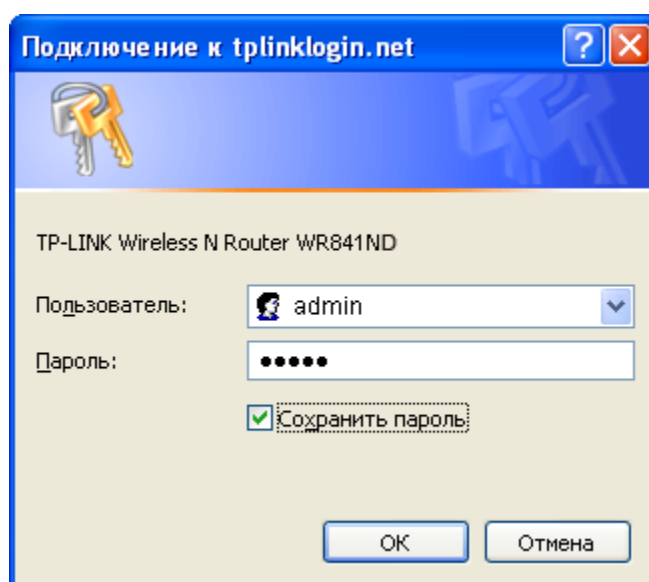 Подключение к tplinklogin.net
TP-LINK Wireless N Router WR841ND
Пользователь: admin
Пароль: •••••
Сохранить пароль
OK Отмена